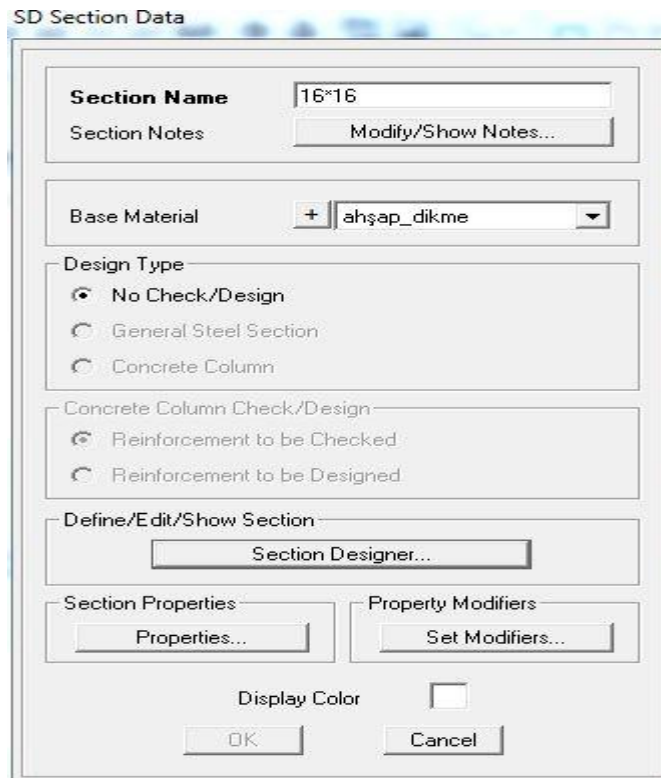 SD Section Data
Section Name 16*16
Section Notes Modify/Show Notes...
Base Material + ahşap_dikme
Design Type
No Check/Design
General Steel Section
Concrete Column
Concrete Column Check/Design
Reinforcement to be Checked
Reinforcement to be Designed
Define/Edit/Show Section
Section Designer...
Section Properties Property Modifiers
Properties... Set Modifiers...
Display Color
OK Cancel